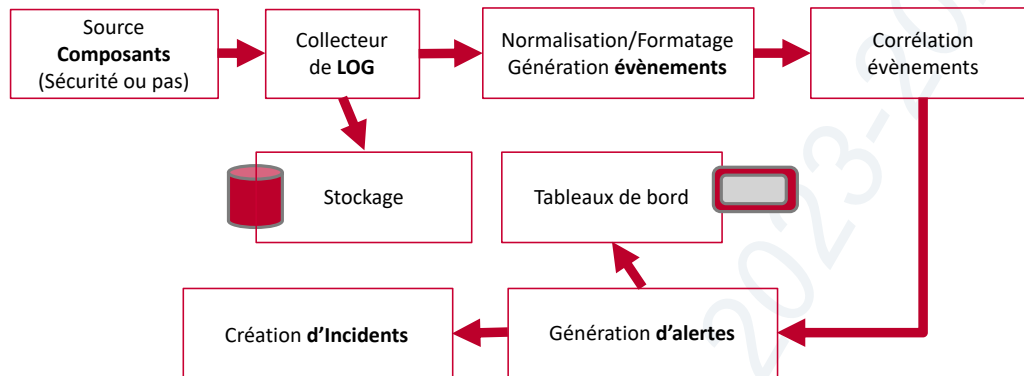 Source
Composants
(Sécurité ou pas)
Collecteur
de LOG
Normalisation/Formatage
Génération évènements
Corrélation
évènements
Stockage
Tableaux de bord
Création d'Incidents
Génération d'alertes